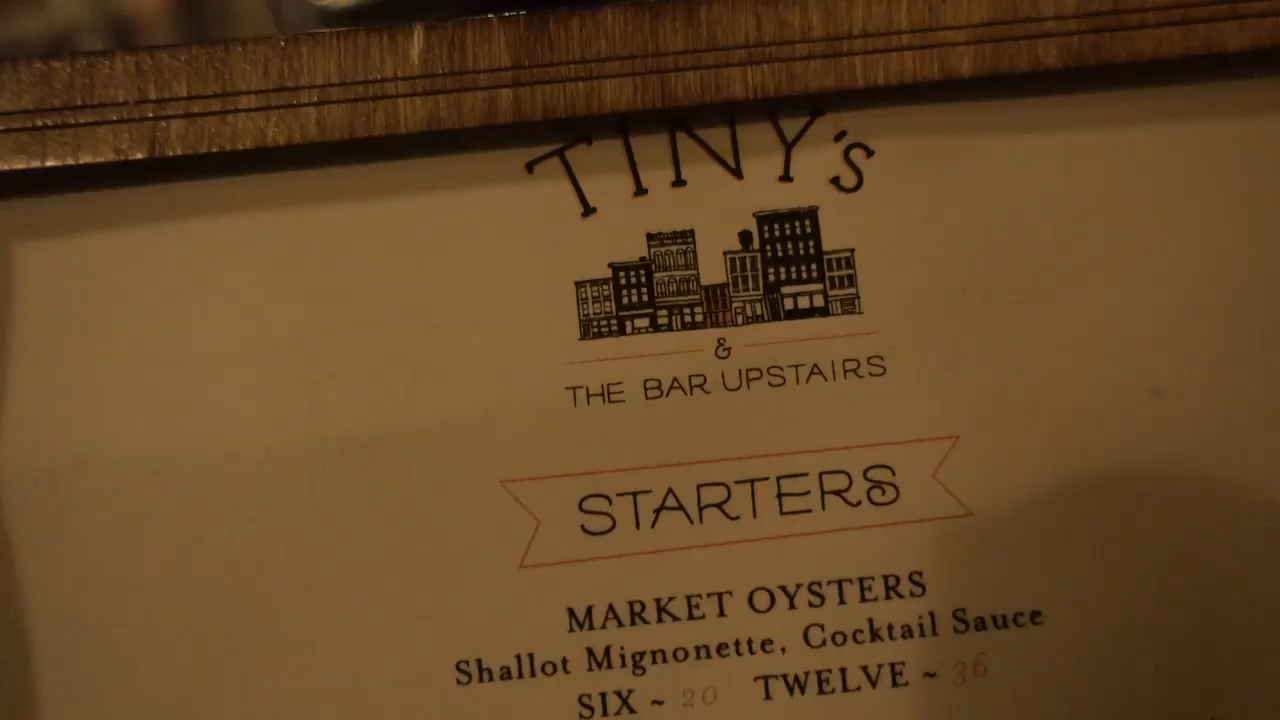 TINY'S
&
THE BAR UPSTAIRS
STARTERS
MARKET OYSTERS
Shallot Mignonette, Cocktail Sauce
SIX ~ 20 TWELVE ~ 36